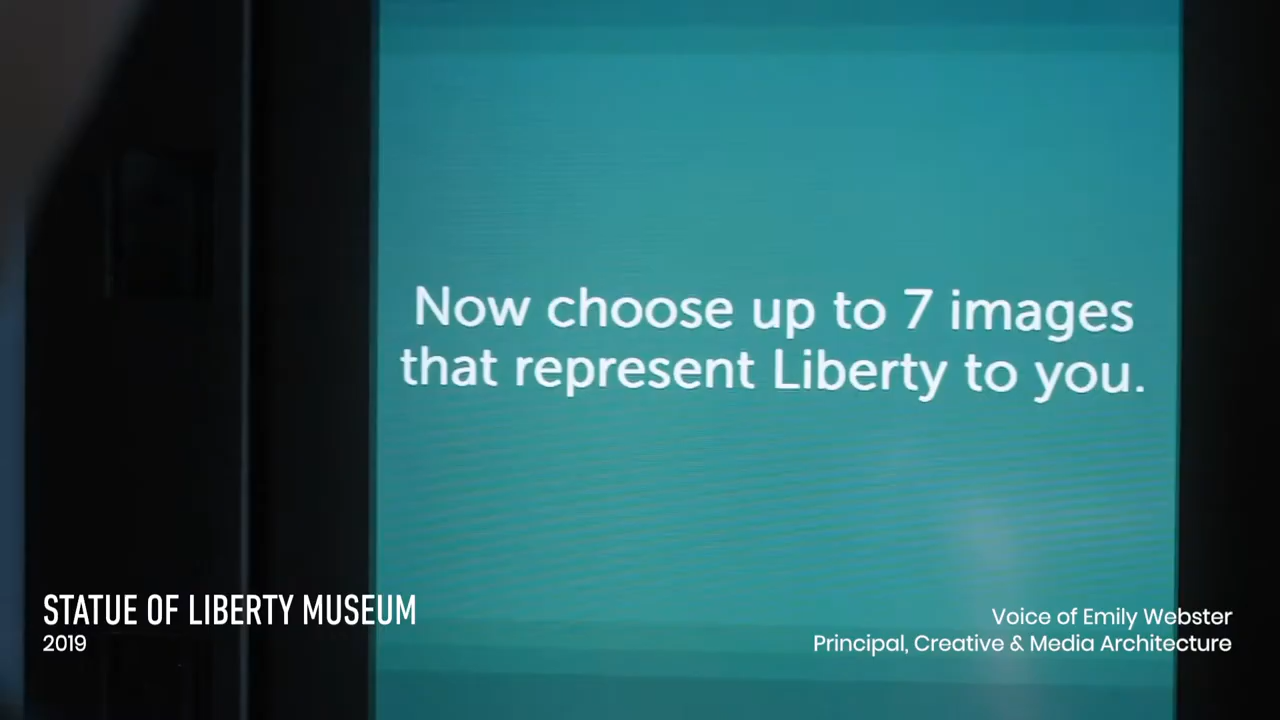 Now choose up to 7 images
that represent Liberty to you.
STATUE OF LIBERTY MUSEUM
2019
Voice of Emily Webster
Principal, Creative & Media Architecture